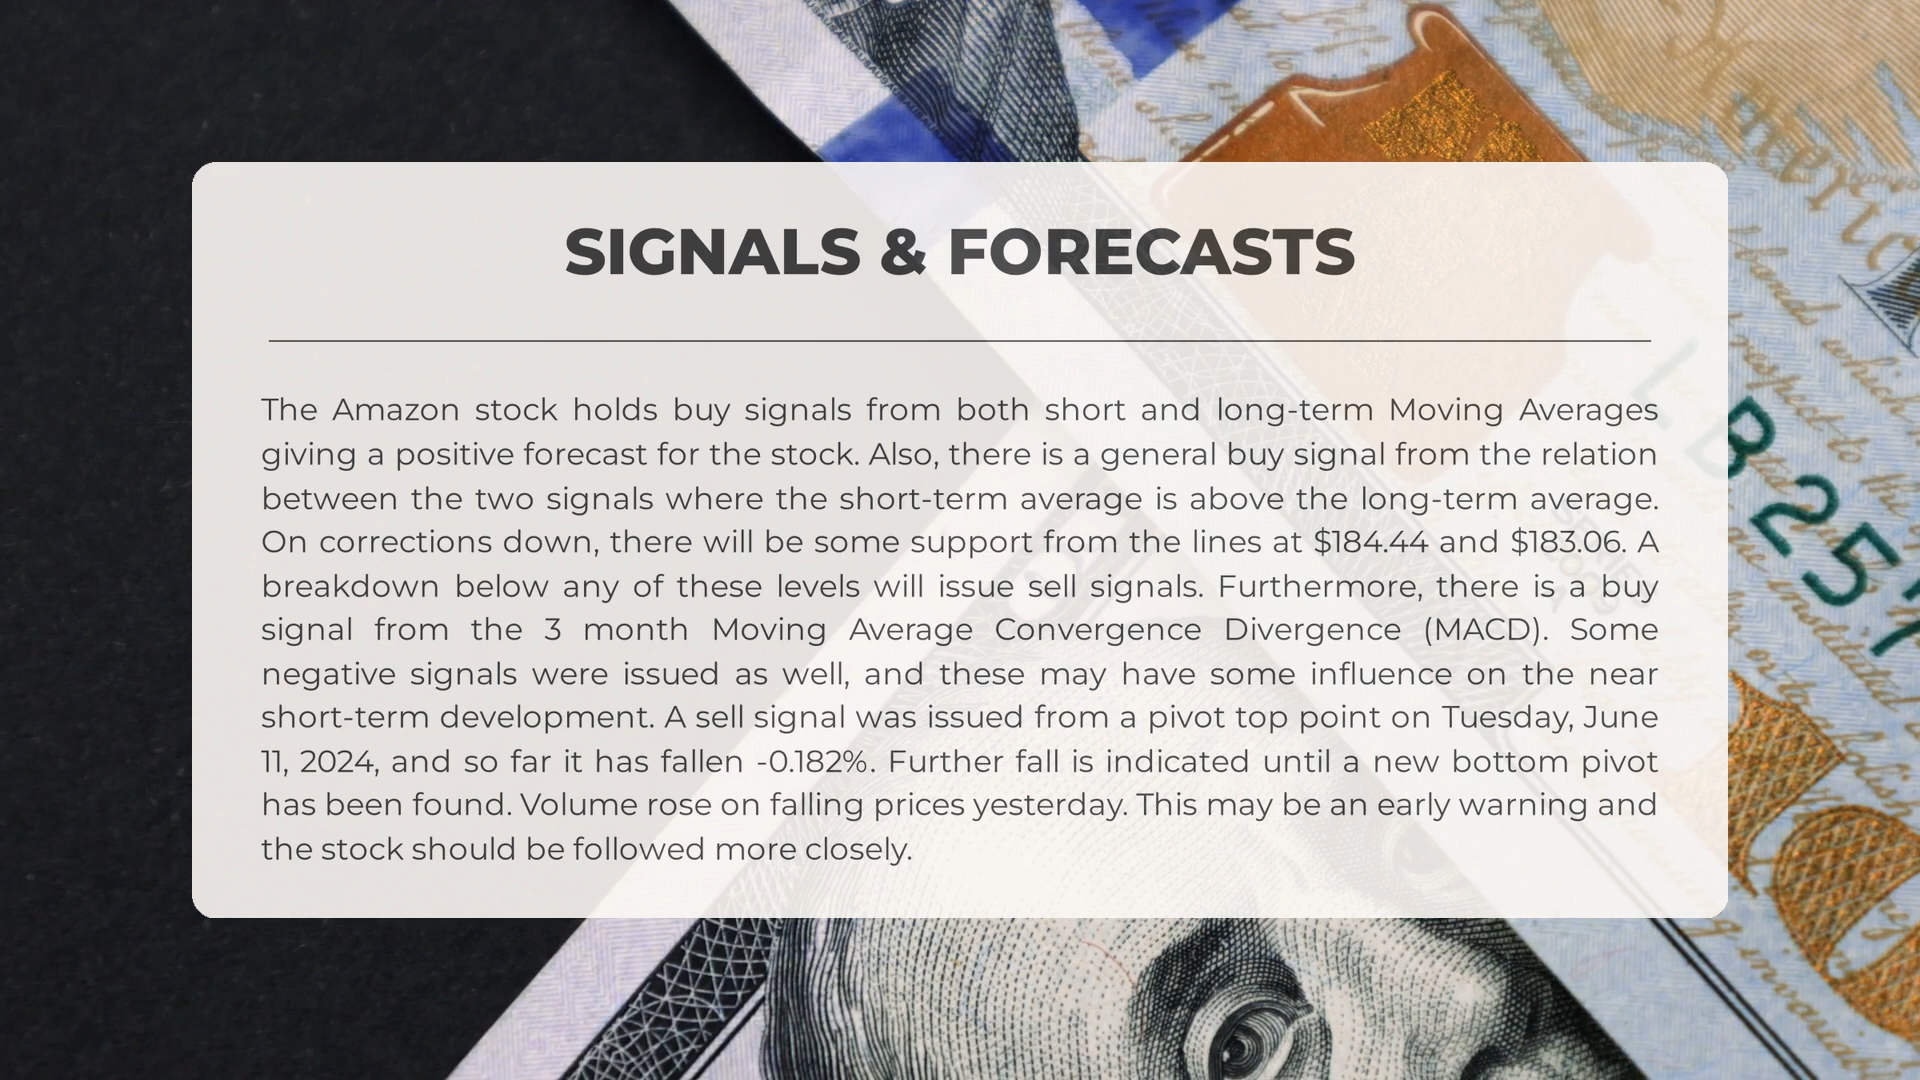 SIGNALS & FORECASTS
The Amazon stock holds buy signals from both short and long-term Moving Averages
giving a positive forecast for the stock. Also, there is a general buy signal from the relation
between the two signals where the short-term average is above the long-term average.
On corrections down, there will be some support from the lines at $184.44 and $183.06. A
breakdown below any of these levels will issue sell signals. Furthermore, there is a buy
signal from the 3 month Moving Average Convergence Divergence (MACD). Some
negative signals were issued as well, and these may have some influence on the near
short-term development. A sell signal was issued from a pivot top point on Tuesday, June
11, 2024, and so far it has fallen -0.182%. Further fall is indicated until a new bottom pivot
has been found. Volume rose on falling prices yesterday. This may be an early warning and
the stock should be followed more closely.
L B 25